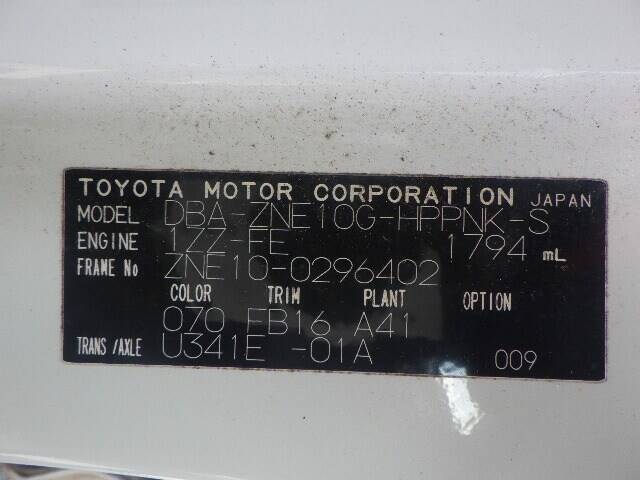 TOYOTA MOTOR CORPORATION JAPAN
MODEL DBA-ZNE10G-HPPNK-S
ENGINE 1ZZ-FE 1794 mL
FRAME No ZNE10-0296402
COLOR TRIM PLANT OPTION
070 FB16 A41
TRANS/AXLE U341E -01A 009